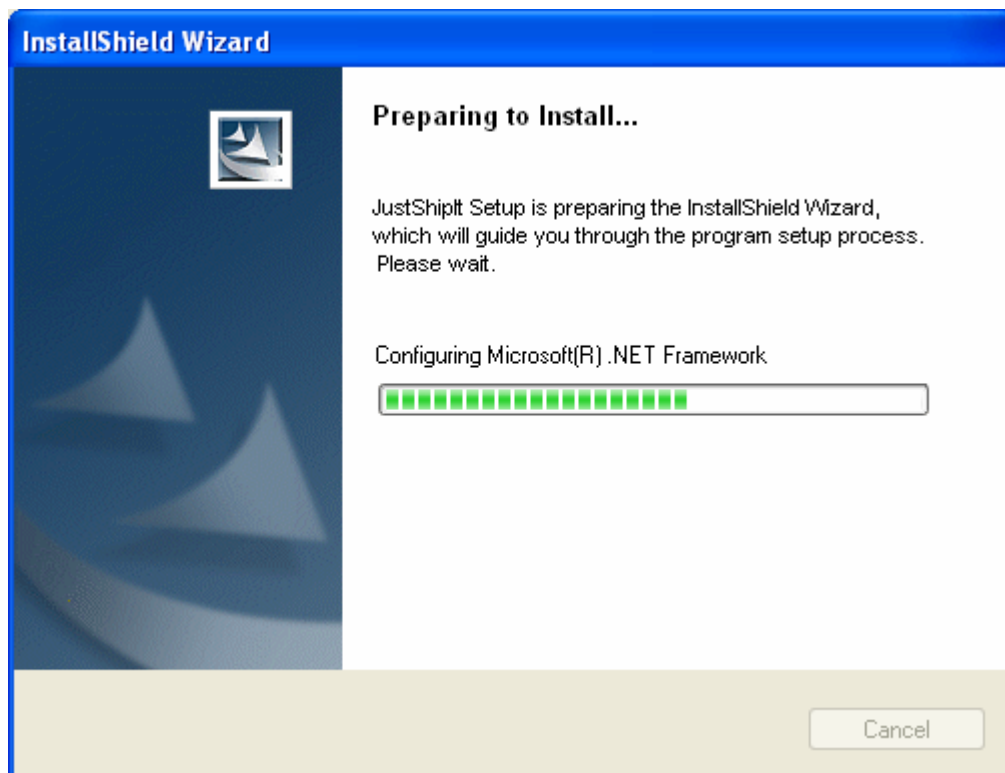 InstallShield Wizard
Preparing to Install...
JustShipIt Setup is preparing the InstallShield Wizard,
which will guide you through the program setup process.
Please wait.
Configuring Microsoft(R) .NET Framework
Cancel